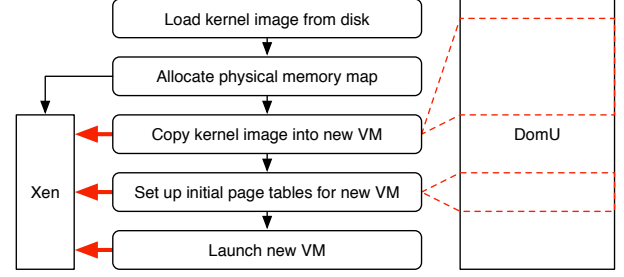 Load kernel image from disk
Allocate physical memory map
Copy kernel image into new VM
DomU
Xen
Set up initial page tables for new VM
Launch new VM